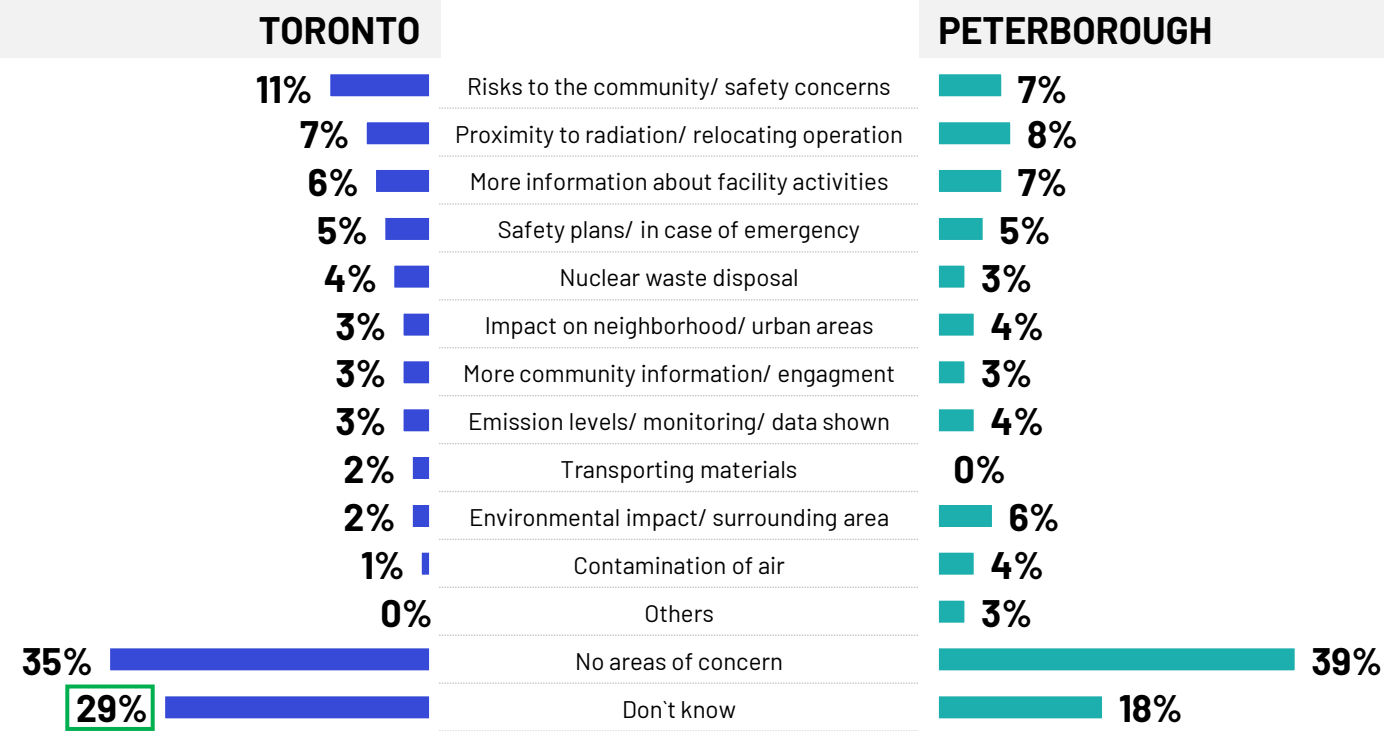 TORONTO PETERBOROUGH
11% Risks to the community/ safety concerns 7%
7% Proximity to radiation/ relocating operation 8%
6% More information about facility activities 7%
5% Safety plans/ in case of emergency 5%
4% Nuclear waste disposal 3%
3% Impact on neighborhood/ urban areas 4%
3% More community information/ engagment 3%
3% Emission levels/ monitoring/ data shown 4%
2% Transporting materials 0%
2% Environmental impact/ surrounding area 6%
1% Contamination of air 4%
0% Others 3%
35% No areas of concern 39%
29% Don`t know 18%